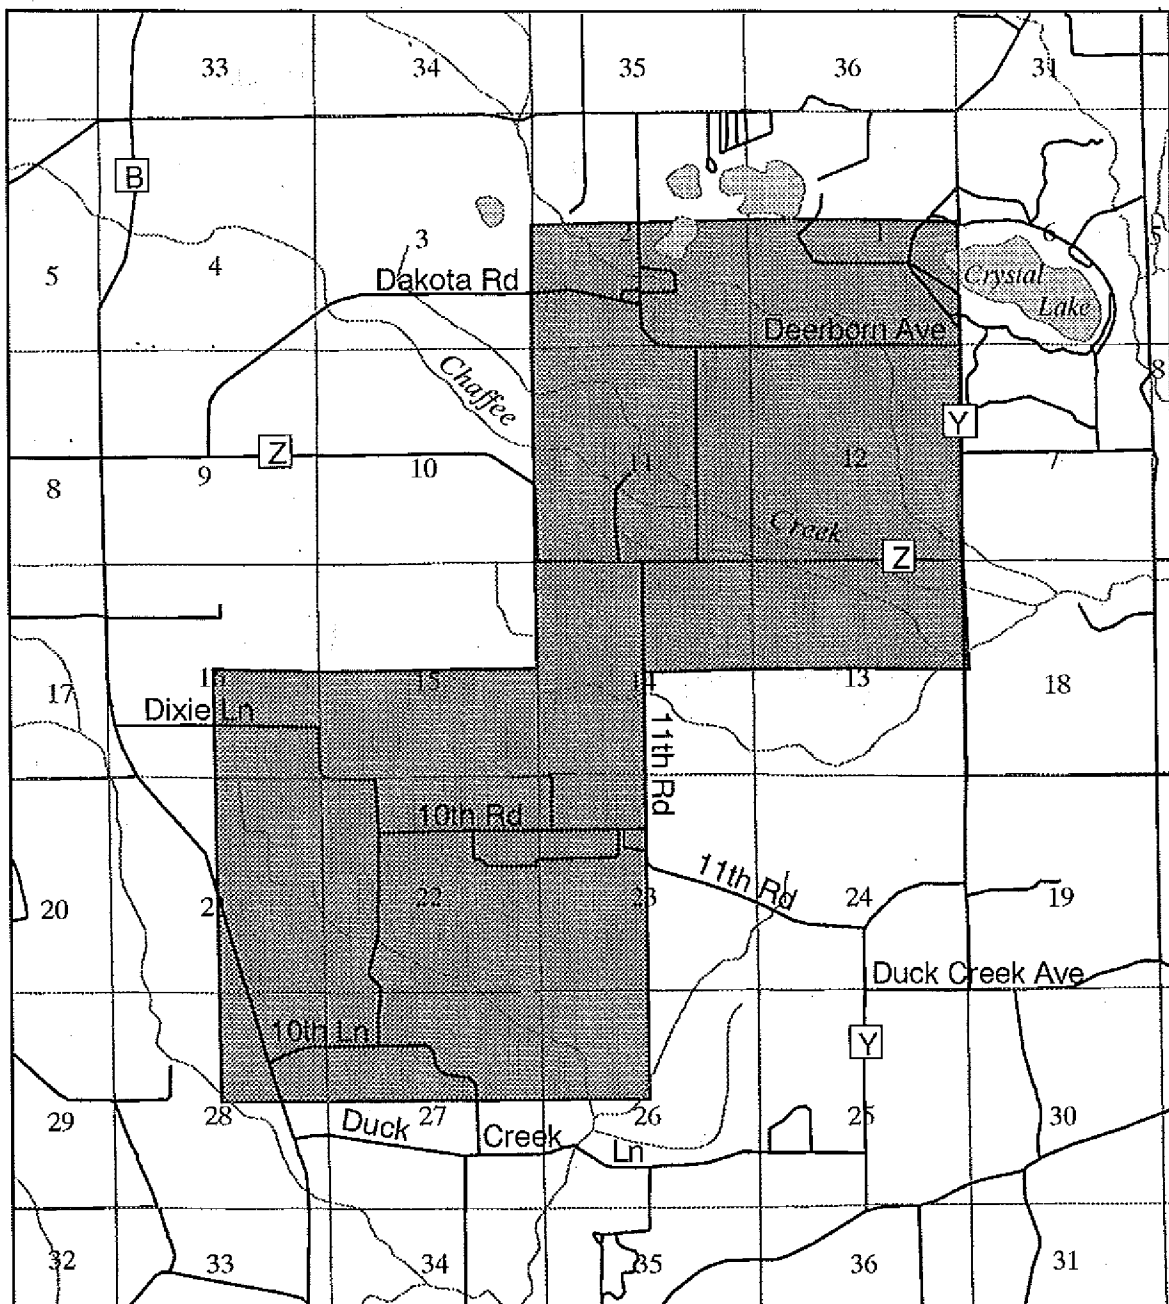 33 34 35 36 31
B
5 4 3 2 1 6 5
Dakota Rd
Crystal
Lake
Deerborn Ave
Chaffee
8
Y
Z
8 9 10 11 12 7
Creek
Z
17 15 14 13 18
Dixie Ln
11th Rd
10th Rd
11th Rd
20 22 23 24 19
Duck Creek Ave
10th Ln
Y
29 28 27 26 25 30
Duck Creek Ln
32 33 34 35 36 31